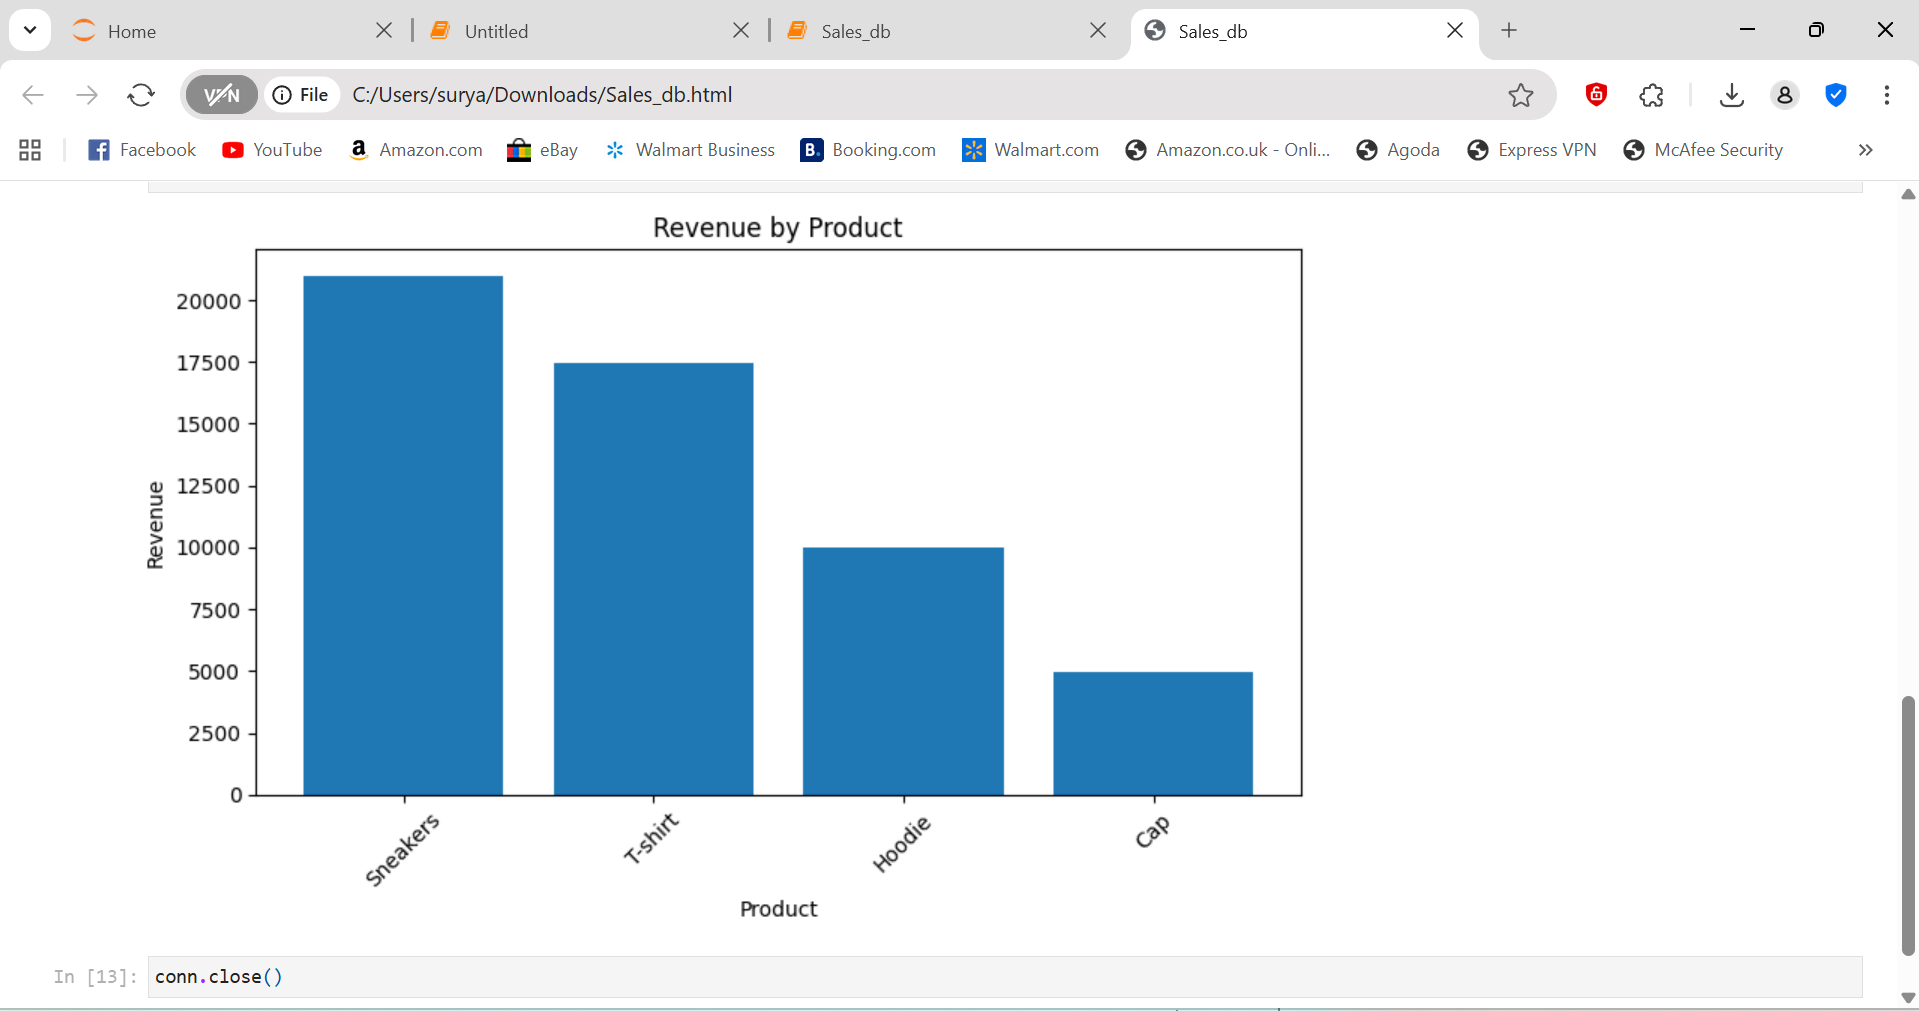 Home
Untitled
Sales_db
Sales_db
VPN
File
C:/Users/surya/Downloads/Sales_db.html
Facebook
YouTube
Amazon.com
eBay
Walmart Business
B.
Booking.com
Walmart.com
Amazon.co.uk - Onli...
Agoda
Express VPN
McAfee Security
Revenue by Product
20000
17500
15000
12500
10000
7500
5000
2500
0
Revenue
Sneakers
T-shirt
Hoodie
Cap
Product
In [13]:
conn.close()